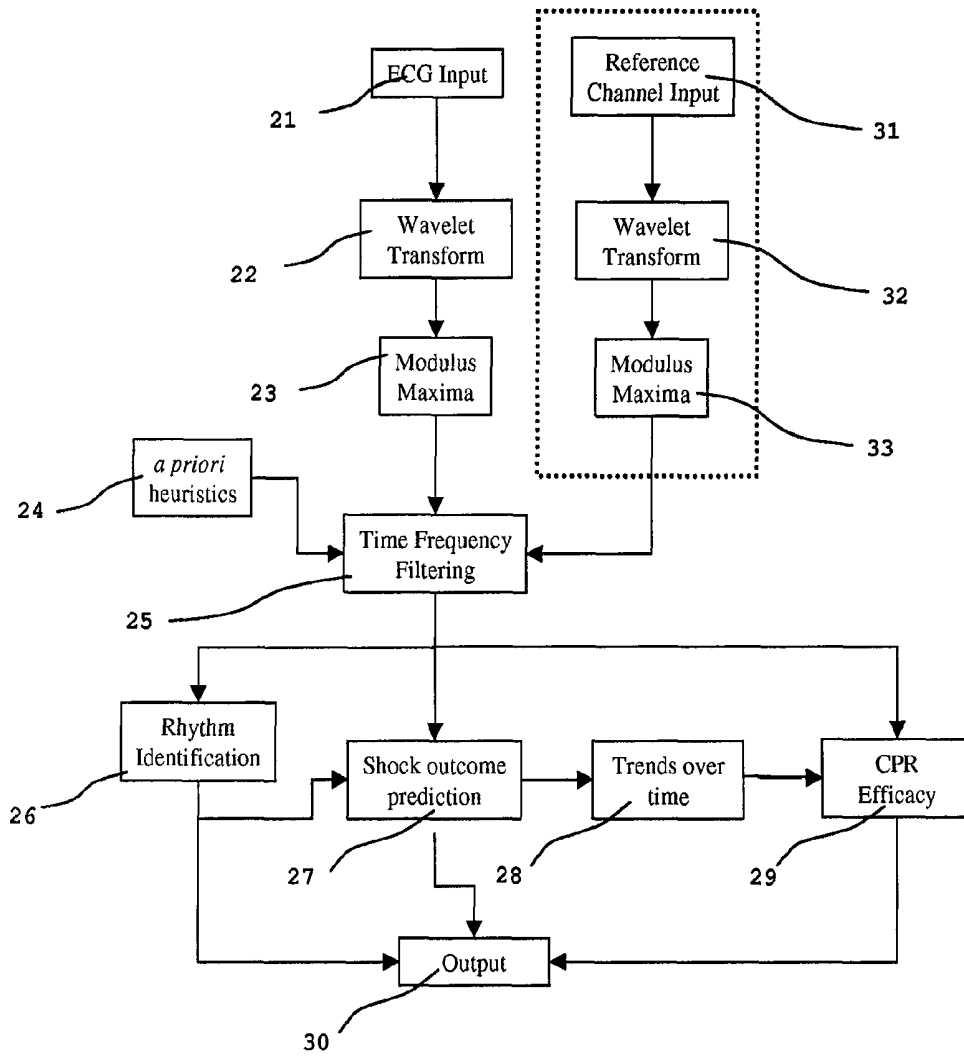 ECG Input
21
Reference
Channel Input
31
Wavelet
Transform
22
Wavelet
Transform
32
Modulus
Maxima
23
Modulus
Maxima
33
a priori
heuristics
24
Time Frequency
Filtering
25
Rhythm
Identification
26
Shock outcome
prediction
27
Trends over
time
28
CPR
Efficacy
29
Output
30